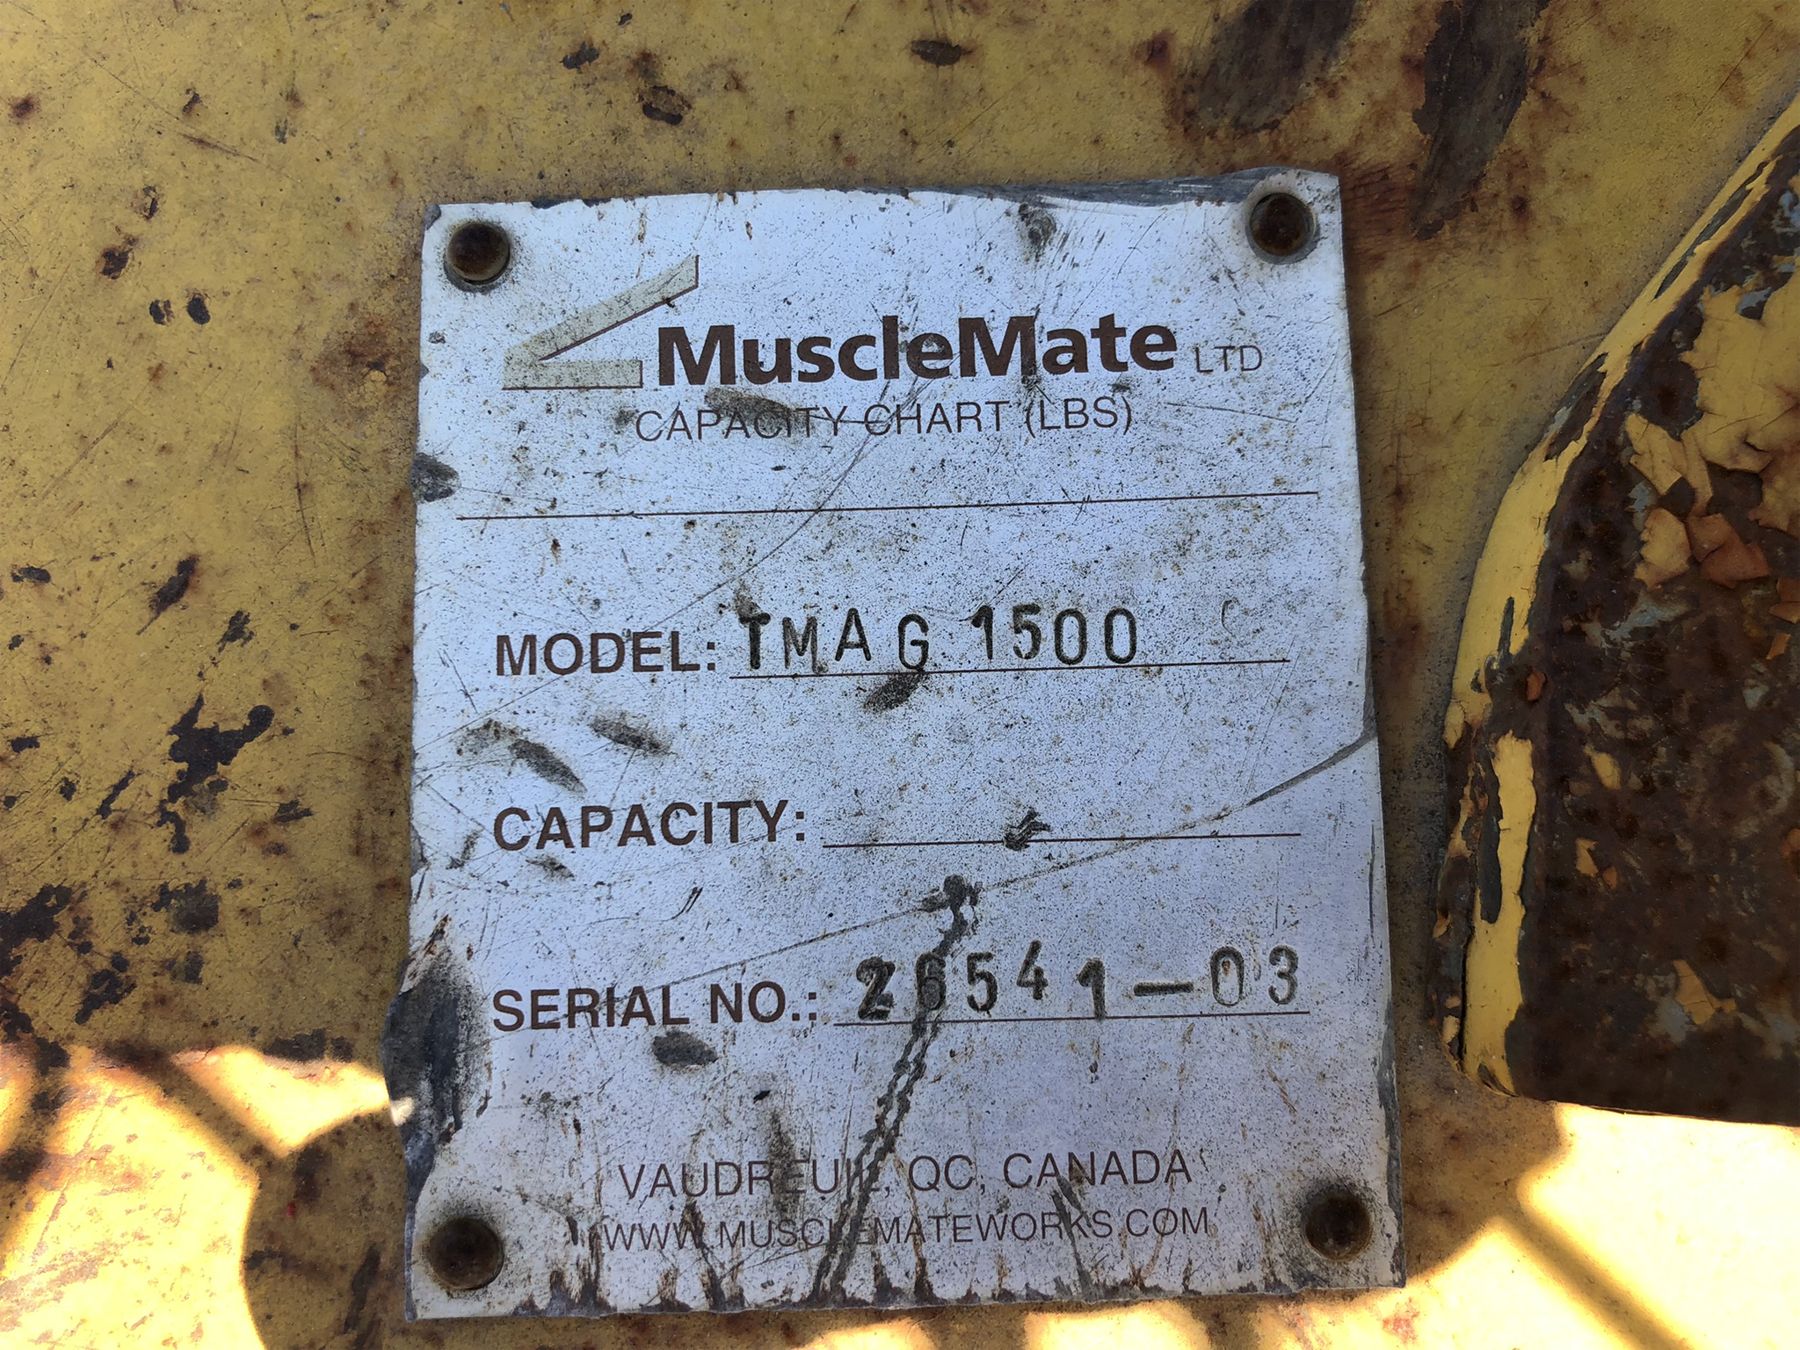 MuscleMate LTD
CAPACITY CHART (LBS)
MODEL: TMAG 1500
CAPACITY:
SERIAL NO.: 26541-03
VAUDREUIL, QC, CANADA
WWW.MUSCLEMATEWORKS.COM